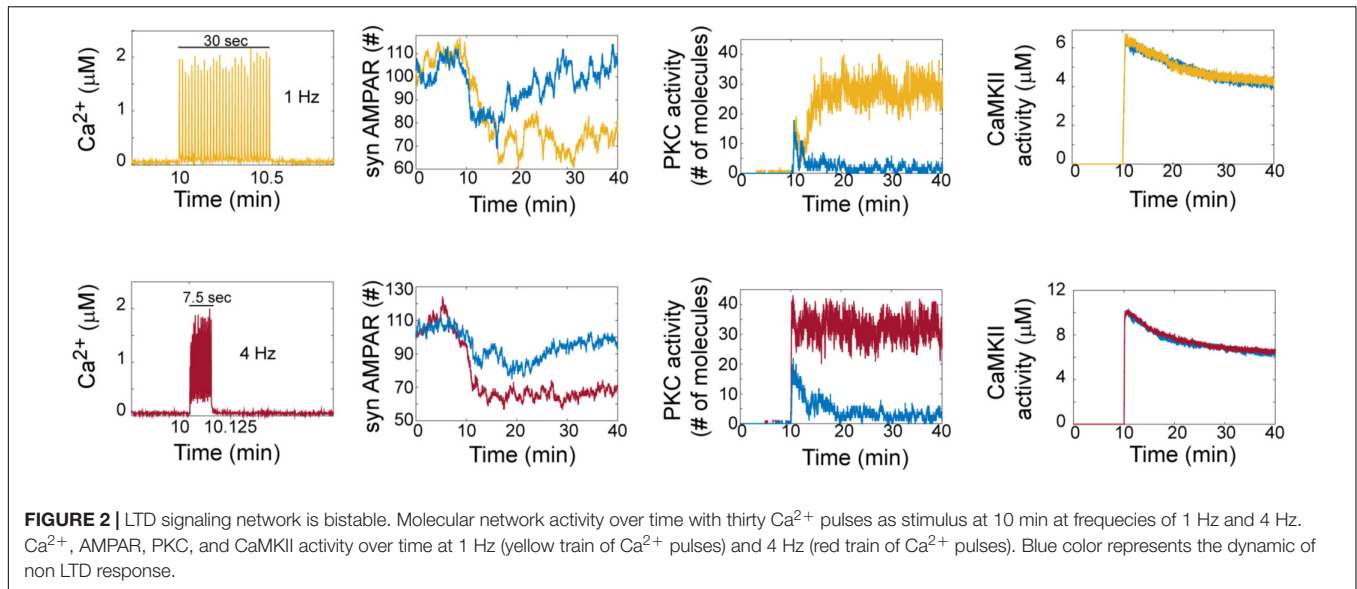 30 sec
Ca2+ (μM)
2
1
0
1 Hz
10
10.5
Time (min)
syn AMPAR (#)
110
100
90
80
70
60
0
10
20
30
40
Time (min)
PKC activity
(# of molecules)
40
30
20
10
0
0
10
20
30
40
Time (min)
CaMKII
activity (μM)
6
4
2
0
0
10
20
30
40
Time (min)
7.5 sec
Ca2+ (μM)
2
1
0
4 Hz
10
10.125
Time (min)
syn AMPAR (#)
130
110
90
70
50
0
10
20
30
40
Time (min)
PKC activity
(# of molecules)
40
30
20
10
0
0
10
20
30
40
Time (min)
CaMKII
activity (μM)
12
8
4
0
0
10
20
30
40
Time (min)
FIGURE 2 | LTD signaling network is bistable. Molecular network activity over time with thirty Ca2+ pulses as stimulus at 10 min at frequecies of 1 Hz and 4 Hz.
Ca2+, AMPAR, PKC, and CaMKII activity over time at 1 Hz (yellow train of Ca2+ pulses) and 4 Hz (red train of Ca2+ pulses). Blue color represents the dynamic of
non LTD response.